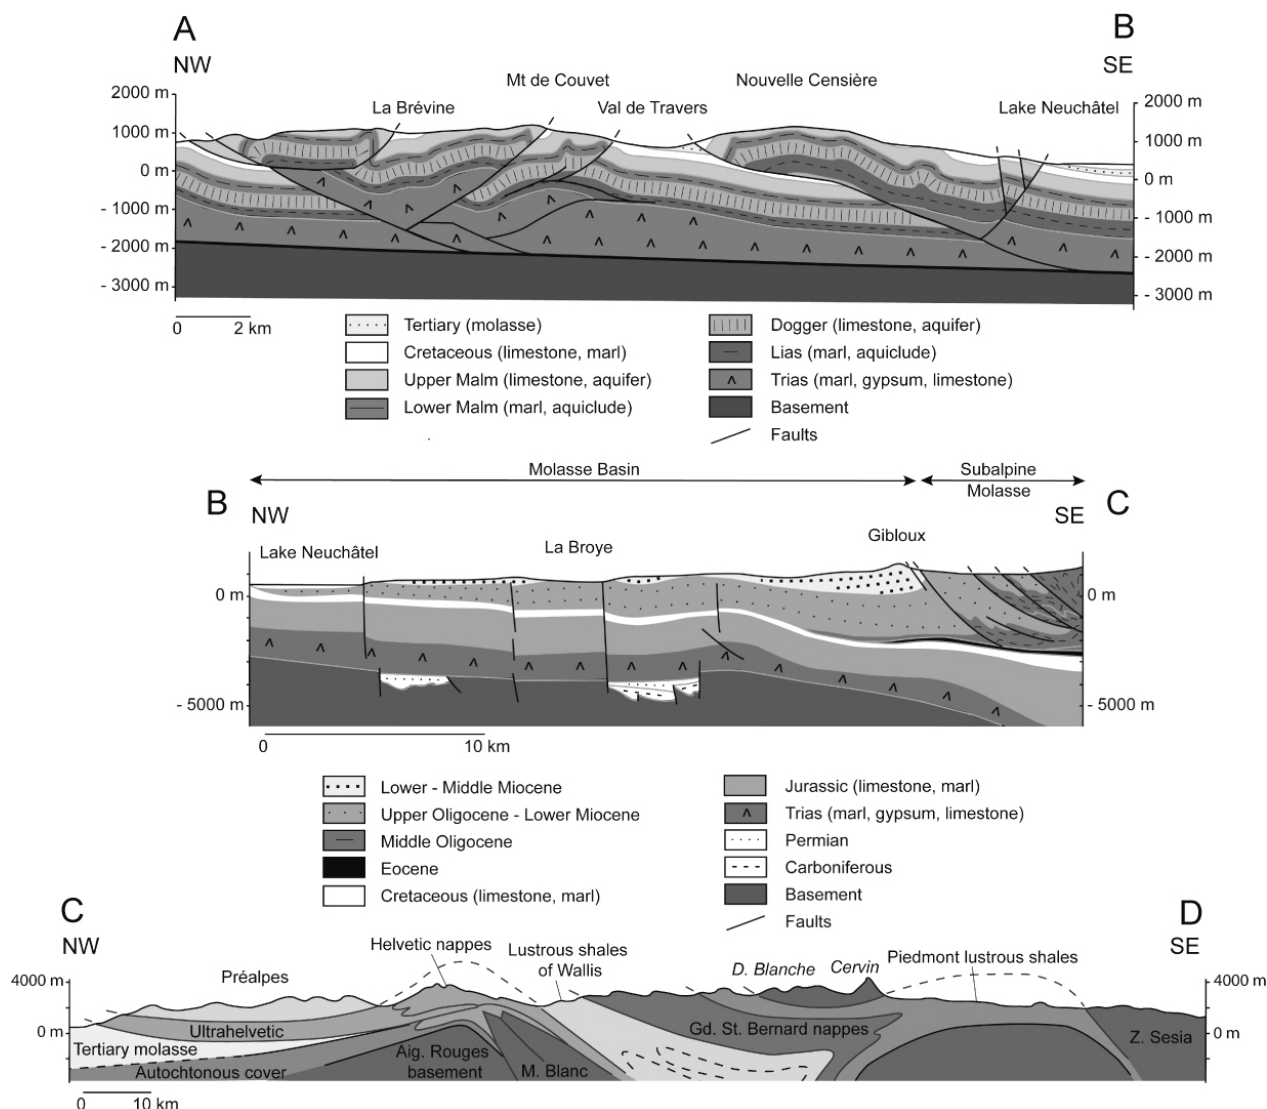 A
B
NW
SE
Mt de Couvet
Nouvelle Censière
La Brévine
Val de Travers
Lake Neuchâtel
2000 m
1000 m
0 m
- 1000 m
- 2000 m
- 3000 m
2000 m
1000 m
0 m
- 1000 m
- 2000 m
- 3000 m
0
2 km
Tertiary (molasse)
Cretaceous (limestone, marl)
Upper Malm (limestone, aquifer)
Lower Malm (marl, aquiclude)
Dogger (limestone, aquifer)
Lias (marl, aquiclude)
Trias (marl, gypsum, limestone)
Basement
Faults
Molasse Basin
Subalpine
Molasse
B
NW
SE
C
Lake Neuchâtel
La Broye
Gibloux
0 m
- 5000 m
0 m
- 5000 m
0
10 km
Lower - Middle Miocene
Upper Oligocene - Lower Miocene
Middle Oligocene
Eocene
Cretaceous (limestone, marl)
Jurassic (limestone, marl)
Trias (marl, gypsum, limestone)
Permian
Carboniferous
Basement
Faults
C
NW
D
SE
Helvetic nappes
Lustrous shales
of Wallis
D. Blanche
Cervin
Piedmont lustrous shales
Préalpes
4000 m
0 m
4000 m
0 m
Ultrahelvetic
Tertiary molasse
Autochtonous cover
Aig. Rouges
basement
M. Blanc
Gd. St. Bernard nappes
Z. Sesia
0
10 km